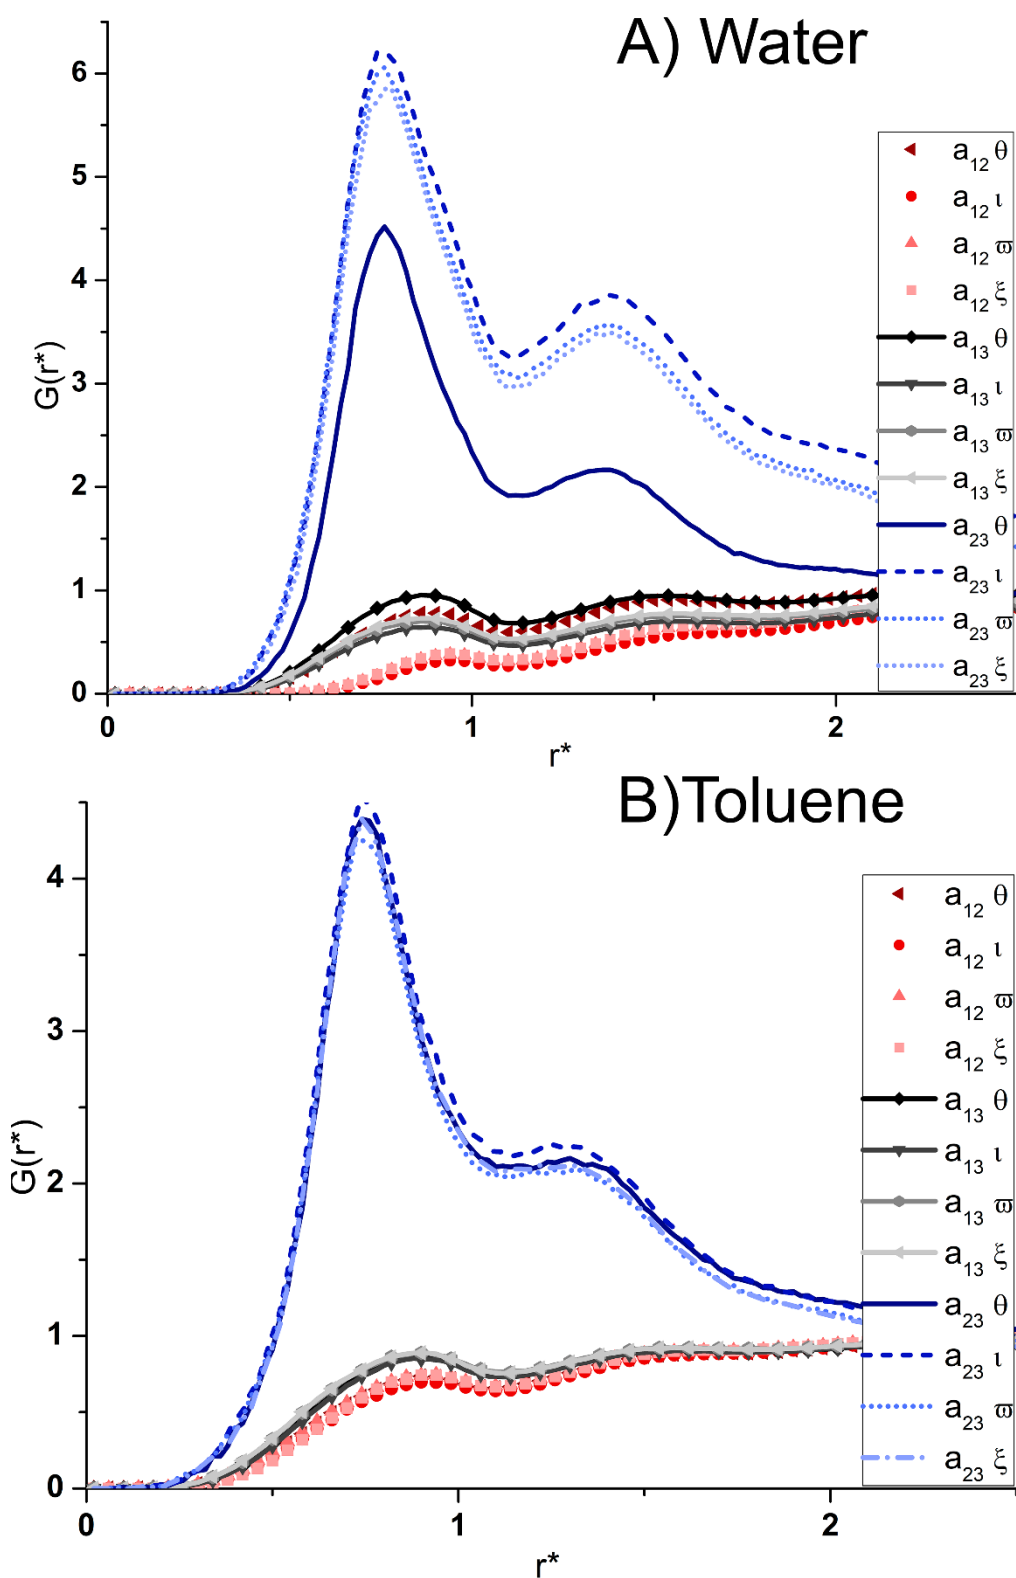 A) Water
6
5
4
3
2
1
0
G(r*)
0 1 2
r*
a₁₂ θ
a₁₂ ι
a₁₂ ϖ
a₁₂ ξ
a₁₃ θ
a₁₃ ι
a₁₃ ϖ
a₁₃ ξ
a₂₃ θ
a₂₃ ι
a₂₃ ϖ
a₂₃ ξ
B)Toluene
4
3
2
1
0
G(r*)
0 1 2
r*
a₁₂ θ
a₁₂ ι
a₁₂ ϖ
a₁₂ ξ
a₁₃ θ
a₁₃ ι
a₁₃ ϖ
a₁₃ ξ
a₂₃ θ
a₂₃ ι
a₂₃ ϖ
a₂₃ ξ